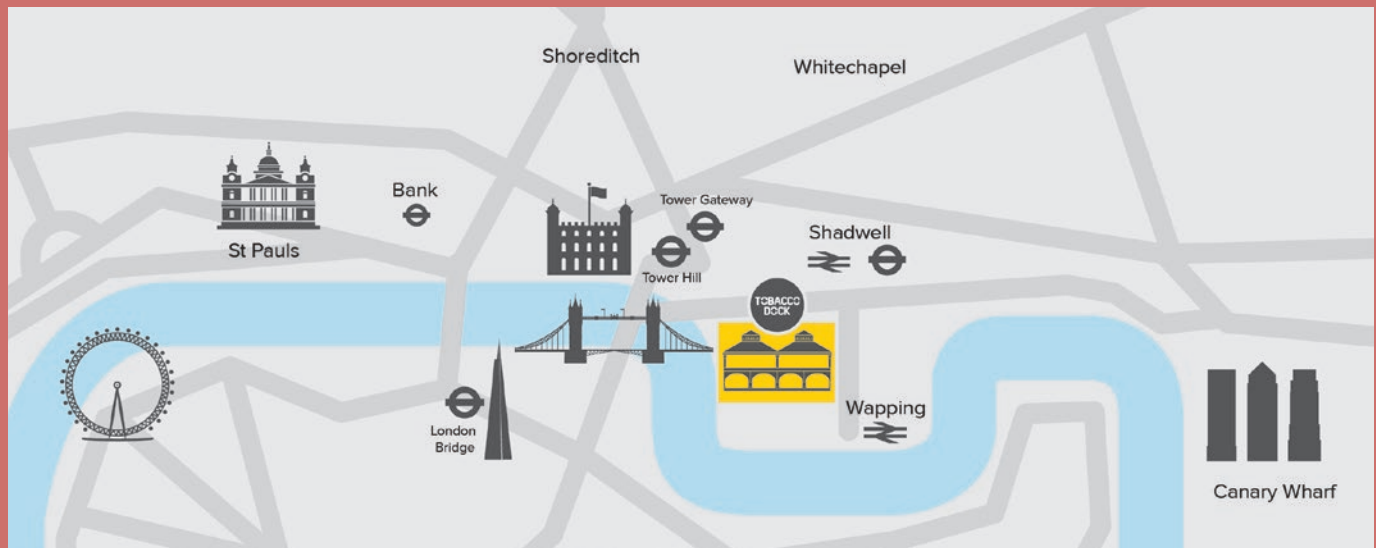 Shoreditch
Whitechapel
Bank
Tower Gateway
St Pauls
Shadwell
Tower Hill
TOBACCO
DOCK
Wapping
London
Bridge
Canary Wharf